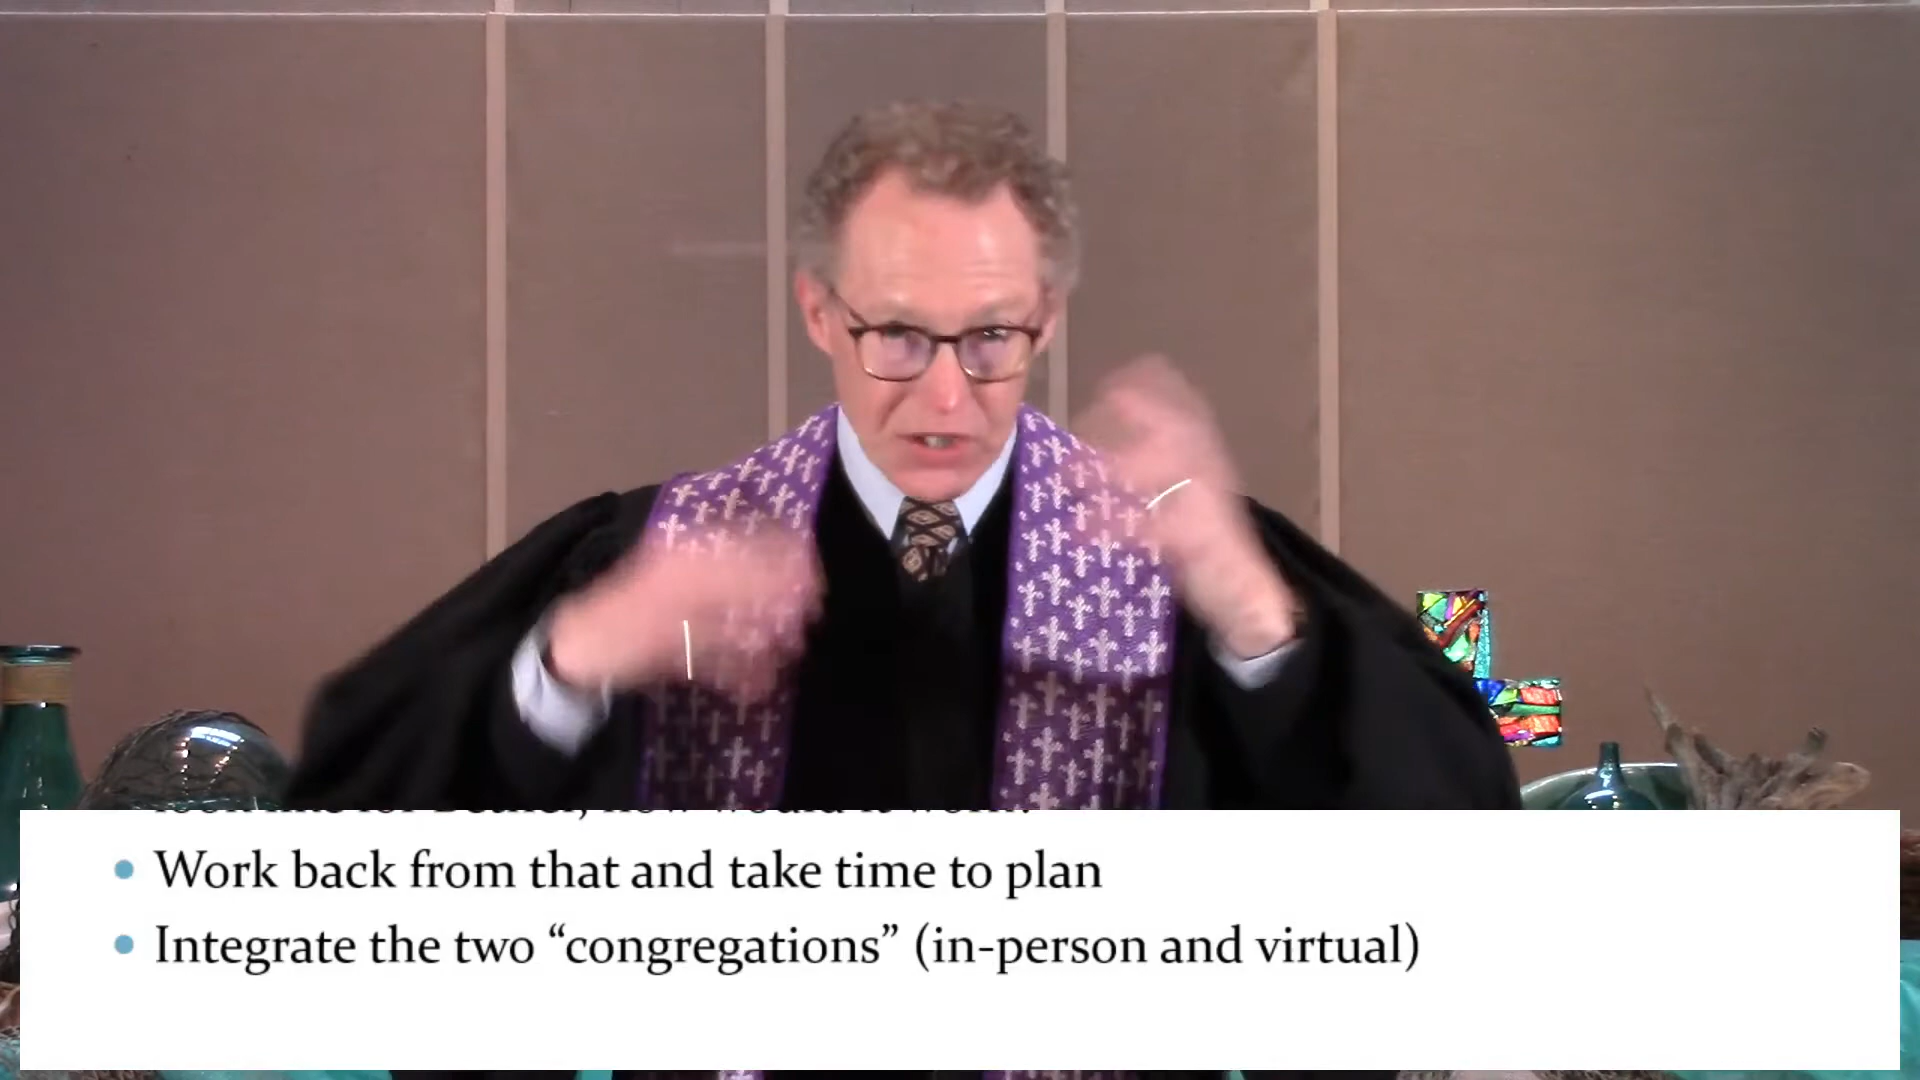 Work back from that and take time to plan
Integrate the two “congregations” (in-person and virtual)